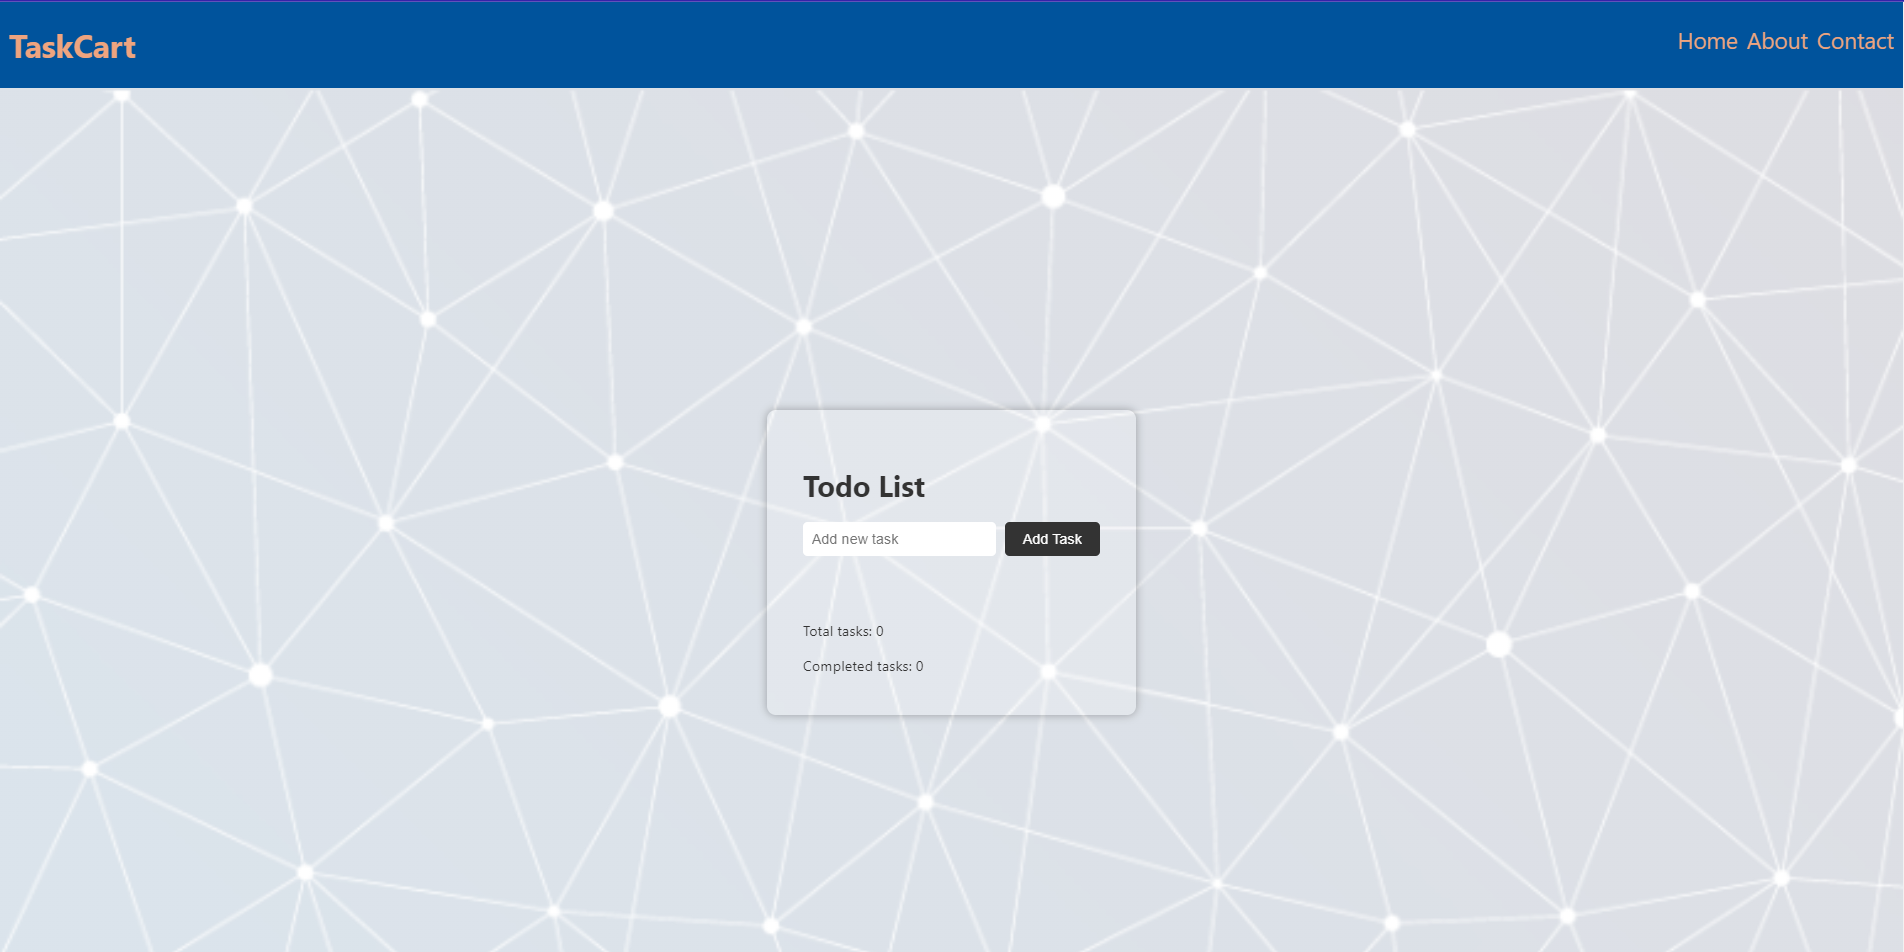 TaskCart
Home About Contact
Todo List
Add new task
Add Task
Total tasks: 0
Completed tasks: 0